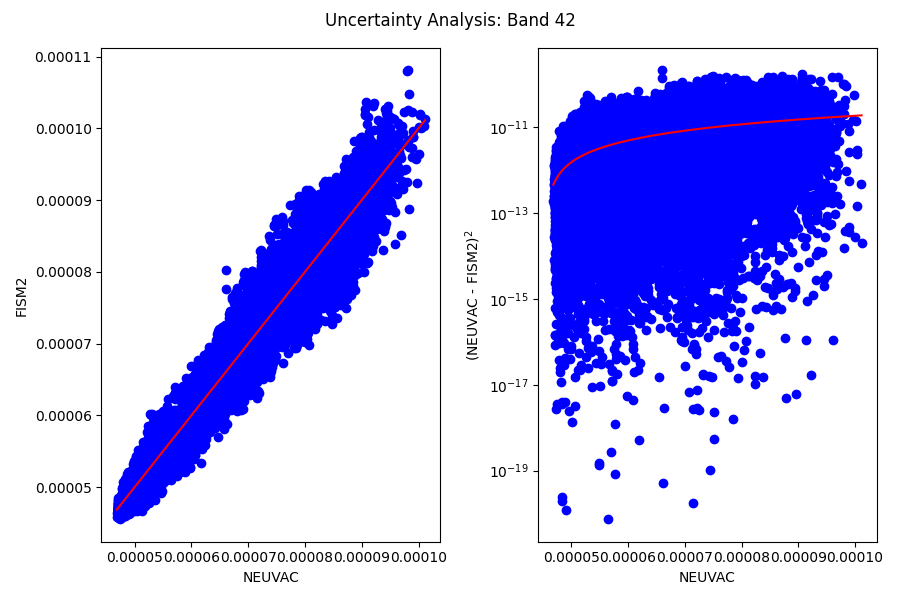 Uncertainty Analysis: Band 42
0.00011
0.00010
0.00009
0.00008
0.00007
0.00006
0.00005
FISM2
0.00005 0.00006 0.00007 0.00008 0.00009 0.00010
NEUVAC
10⁻¹¹
10⁻¹³
10⁻¹⁵
10⁻¹⁷
10⁻¹⁹
(NEUVAC - FISM2)²
0.00005 0.00006 0.00007 0.00008 0.00009 0.00010
NEUVAC